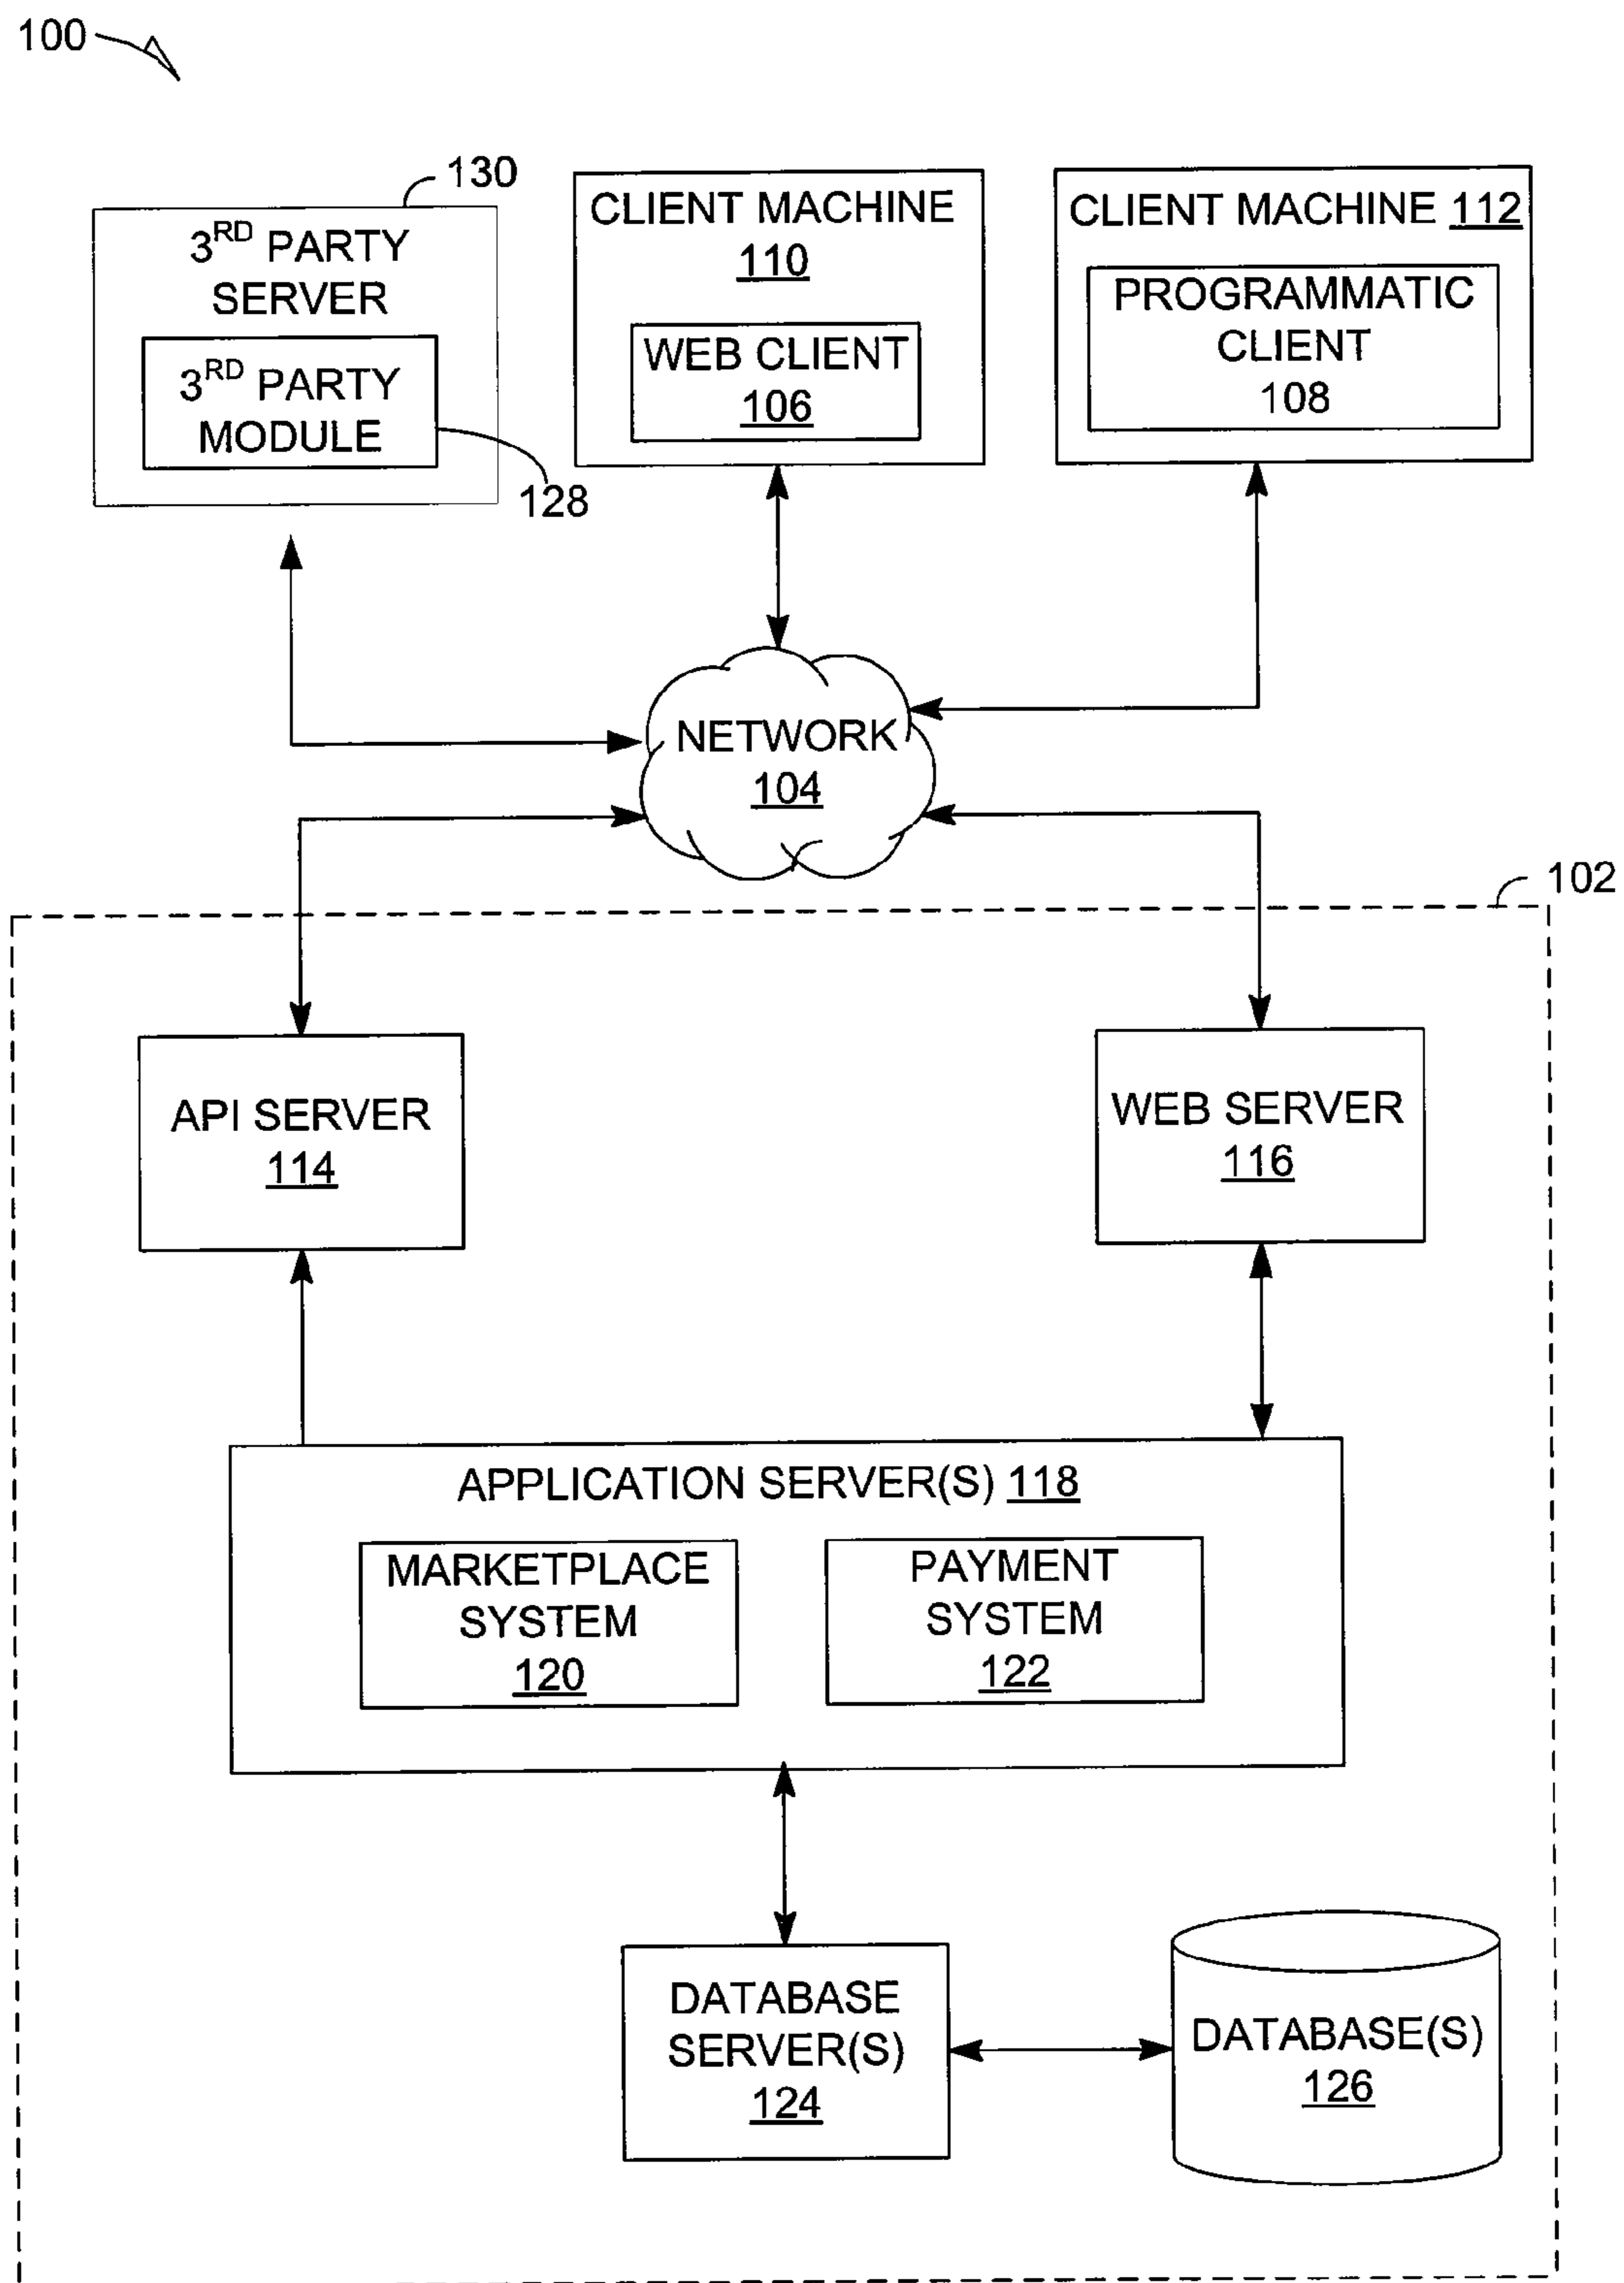 100
130
3RD PARTY
SERVER
3RD PARTY
MODULE
128
CLIENT MACHINE
110
WEB CLIENT
106
CLIENT MACHINE 112
PROGRAMMATIC
CLIENT
108
NETWORK
104
102
API SERVER
114
WEB SERVER
116
APPLICATION SERVER(S) 118
MARKETPLACE
SYSTEM
120
PAYMENT
SYSTEM
122
DATABASE
SERVER(S)
124
DATABASE(S)
126